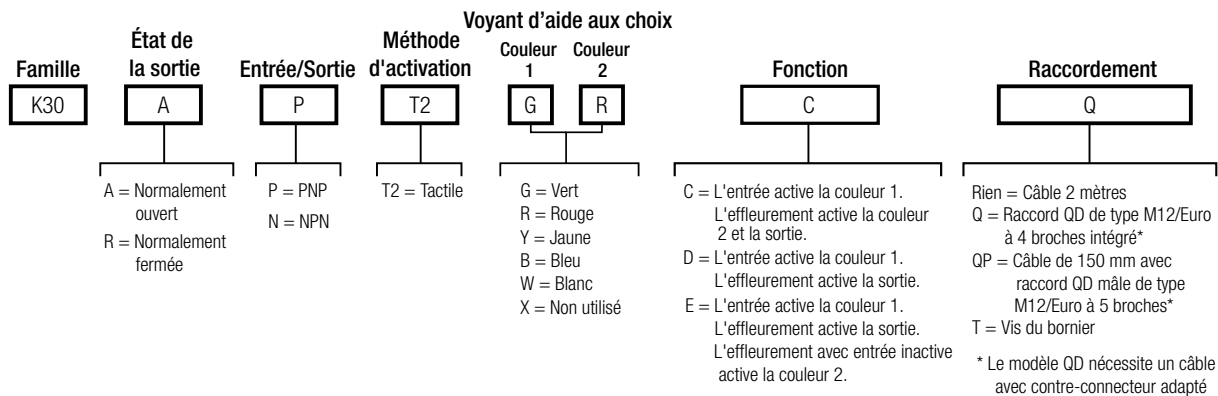 Voyant d'aide aux choix
Famille
État de
la sortie
Entrée/Sortie
Méthode
d'activation
Couleur
1
Couleur
2
Fonction
Raccordement
K30
A
P
T2
G
R
C
Q
A = Normalement
ouvert
R = Normalement
fermée
P = PNP
N = NPN
T2 = Tactile
G = Vert
R = Rouge
Y = Jaune
B = Bleu
W = Blanc
X = Non utilisé
C = L'entrée active la couleur 1.
L'effleurement active la couleur
2 et la sortie.
D = L'entrée active la couleur 1.
L'effleurement active la sortie.
E = L'entrée active la couleur 1.
L'effleurement active la sortie.
L'effleurement avec entrée inactive
active la couleur 2.
Rien = Câble 2 mètres
Q = Raccord QD de type M12/Euro
à 4 broches intégré*
QP = Câble de 150 mm avec
raccord QD mâle de type
M12/Euro à 5 broches*
T = Vis du bornier
* Le modèle QD nécessite un câble
avec contre-connecteur adapté